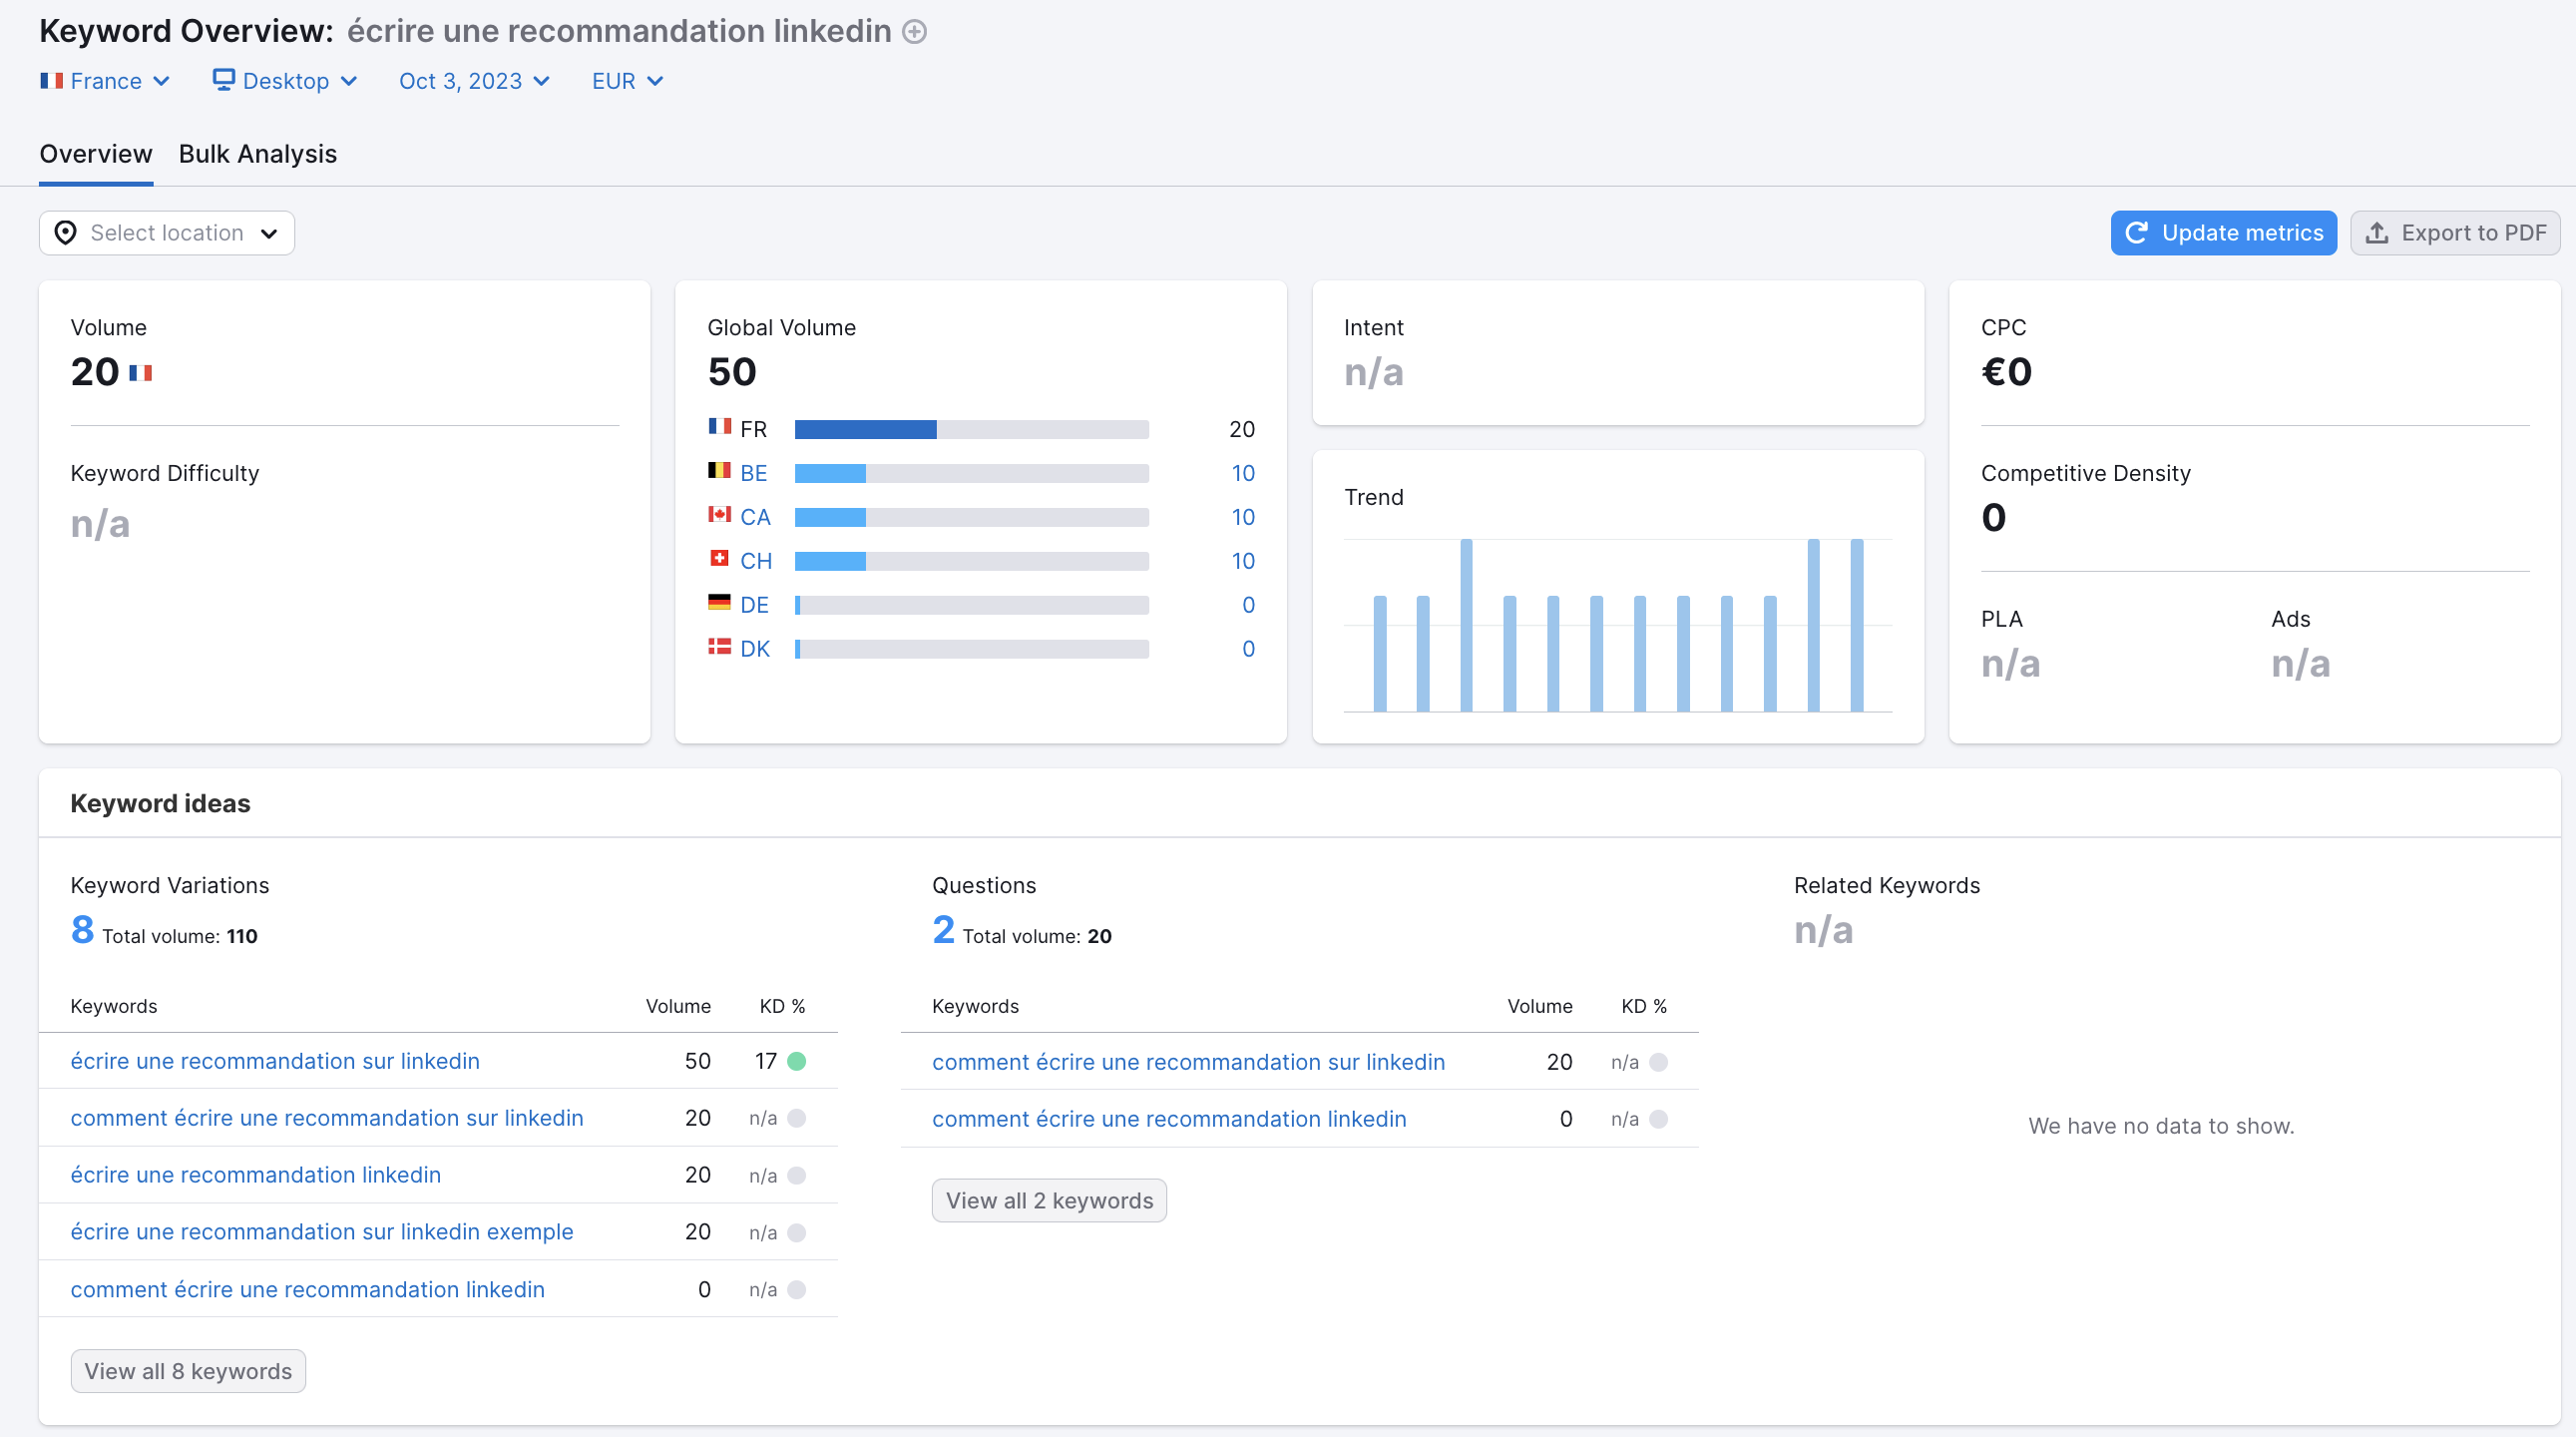 Keyword Overview: écrire une recommandation linkedin
France Desktop Oct 3, 2023 EUR
Overview Bulk Analysis
Select location
Update metrics Export to PDF
Volume
20
Keyword Difficulty
n/a
Global Volume
50
FR 20
BE 10
CA 10
CH 10
DE 0
DK 0
Intent
n/a
Trend
CPC
€0
Competitive Density
0
PLA Ads
n/a n/a
Keyword ideas
Keyword Variations
8 Total volume: 110
Keywords Volume KD %
écrire une recommandation sur linkedin 50 17
comment écrire une recommandation sur linkedin 20 n/a
écrire une recommandation linkedin 20 n/a
écrire une recommandation sur linkedin exemple 20 n/a
comment écrire une recommandation linkedin 0 n/a
View all 8 keywords
Questions
2 Total volume: 20
Keywords Volume KD %
comment écrire une recommandation sur linkedin 20 n/a
comment écrire une recommandation linkedin 0 n/a
View all 2 keywords
Related Keywords
n/a
We have no data to show.